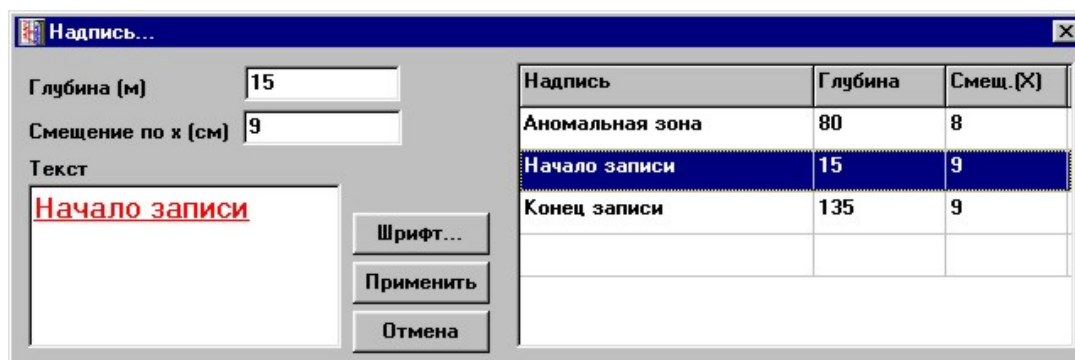 Надпись...
Глубина (м) 15
Смещение по x (см) 9
Текст
Начало записи
Шрифт...
Применить
Отмена
Надпись Глубина Смещ.(X)
Аномальная зона 80 8
Начало записи 15 9
Конец записи 135 9